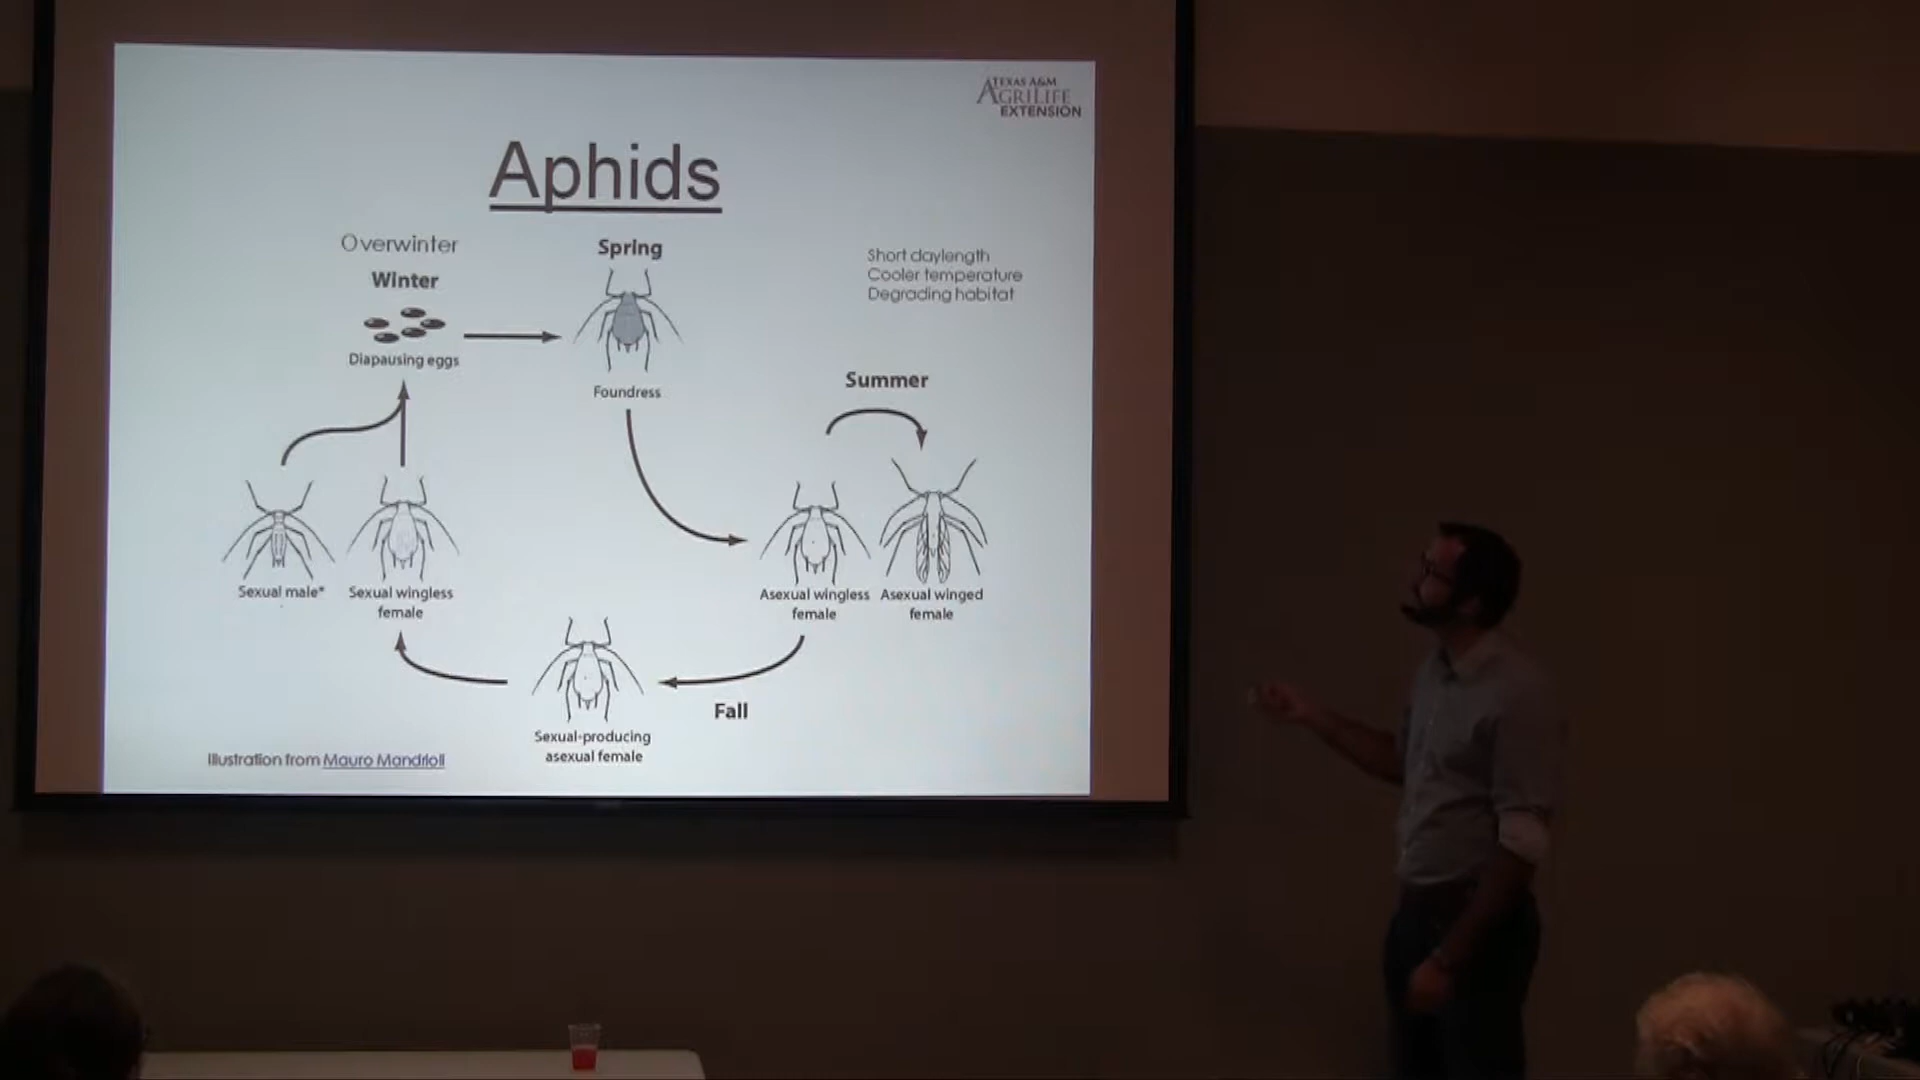 TEXAS A&M
AGRILIFE
EXTENSION
Aphids
Overwinter
Winter
Diapausing eggs
Spring
Foundress
Short daylength
Cooler temperature
Degrading habitat
Summer
Sexual male*
Sexual wingless
female
Asexual wingless
female
Asexual winged
female
Fall
Sexual-producing
asexual female
Illustration from Mauro Mandrioli